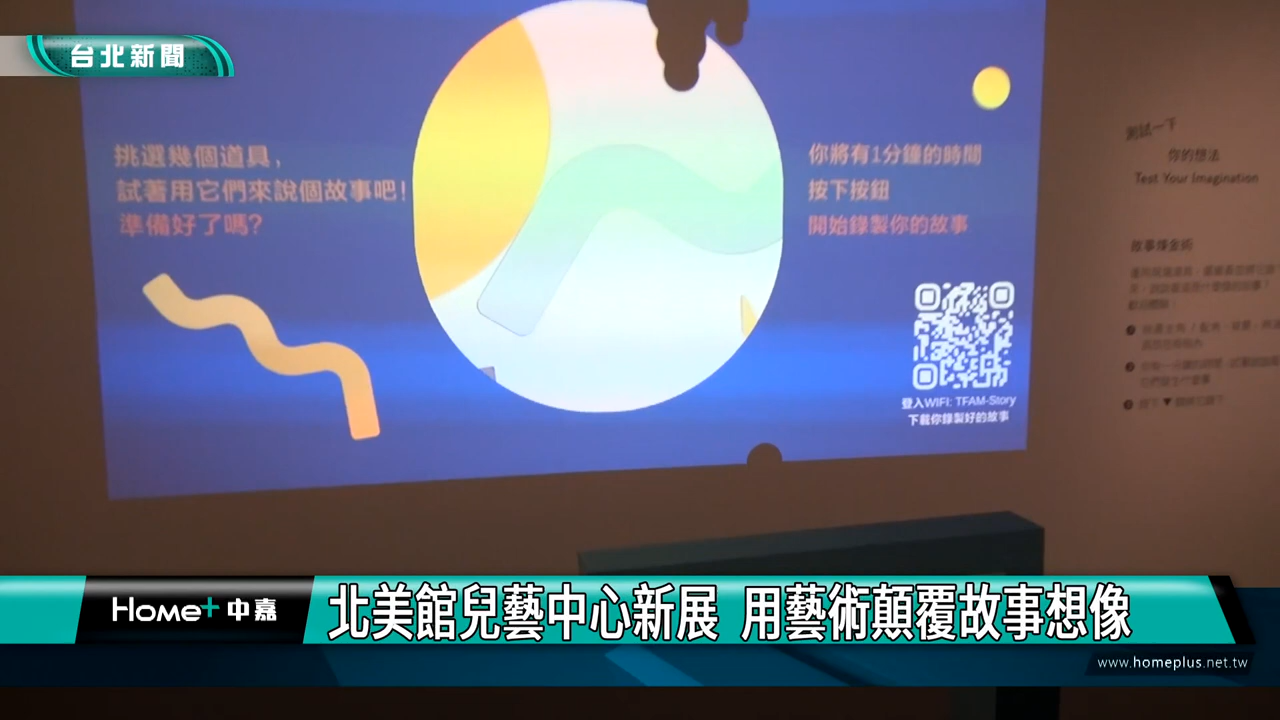 台北新聞
挑選幾個道具，
試著用它們來說個故事吧！
準備好了嗎？
你將有1分鐘的時間
按下按鈕
開始錄製你的故事
登入WIFI: TFAM-Story
下載你錄製好的故事
測試一下
你的想法
Test Your Imagination
故事煉金術
Home+中嘉
北美館兒藝中心新展 用藝術顛覆故事想像
www.homeplus.net.tw